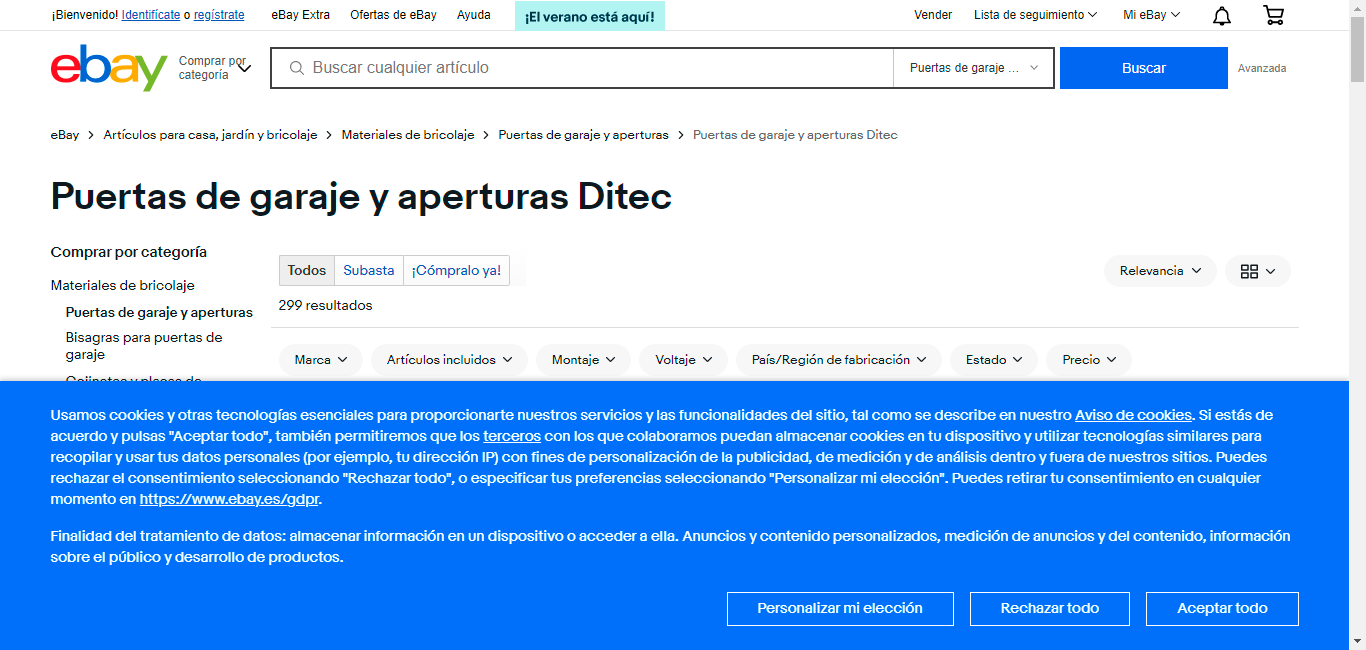 ¡Bienvenido! Identifícate o regístrate eBay Extra Ofertas de eBay Ayuda ¡El verano está aquí! Vender Lista de seguimiento Mi eBay
ebay Comprar por categoría Buscar cualquier artículo Puertas de garaje ... Buscar Avanzada
eBay Artículos para casa, jardín y bricolaje Materiales de bricolaje Puertas de garaje y aperturas Puertas de garaje y aperturas Ditec
Puertas de garaje y aperturas Ditec
Comprar por categoría
Materiales de bricolaje
Puertas de garaje y aperturas
Bisagras para puertas de
garaje
Todos Subasta ¡Cómpralo ya! Relevancia
299 resultados
Marca Artículos incluidos Montaje Voltaje País/Región de fabricación Estado Precio
Usamos cookies y otras tecnologías esenciales para proporcionarte nuestros servicios y las funcionalidades del sitio, tal como se describe en nuestro Aviso de cookies. Si estás de
acuerdo y pulsas "Aceptar todo", también permitiremos que los terceros con los que colaboramos puedan almacenar cookies en tu dispositivo y utilizar tecnologías similares para
recopilar y usar tus datos personales (por ejemplo, tu dirección IP) con fines de personalización de la publicidad, de medición y de análisis dentro y fuera de nuestros sitios. Puedes
rechazar el consentimiento seleccionando "Rechazar todo", o especificar tus preferencias seleccionando "Personalizar mi elección". Puedes retirar tu consentimiento en cualquier
momento en https://www.ebay.es/gdpr.
Finalidad del tratamiento de datos: almacenar información en un dispositivo o acceder a ella. Anuncios y contenido personalizados, medición de anuncios y del contenido, información
sobre el público y desarrollo de productos.
Personalizar mi elección Rechazar todo Aceptar todo